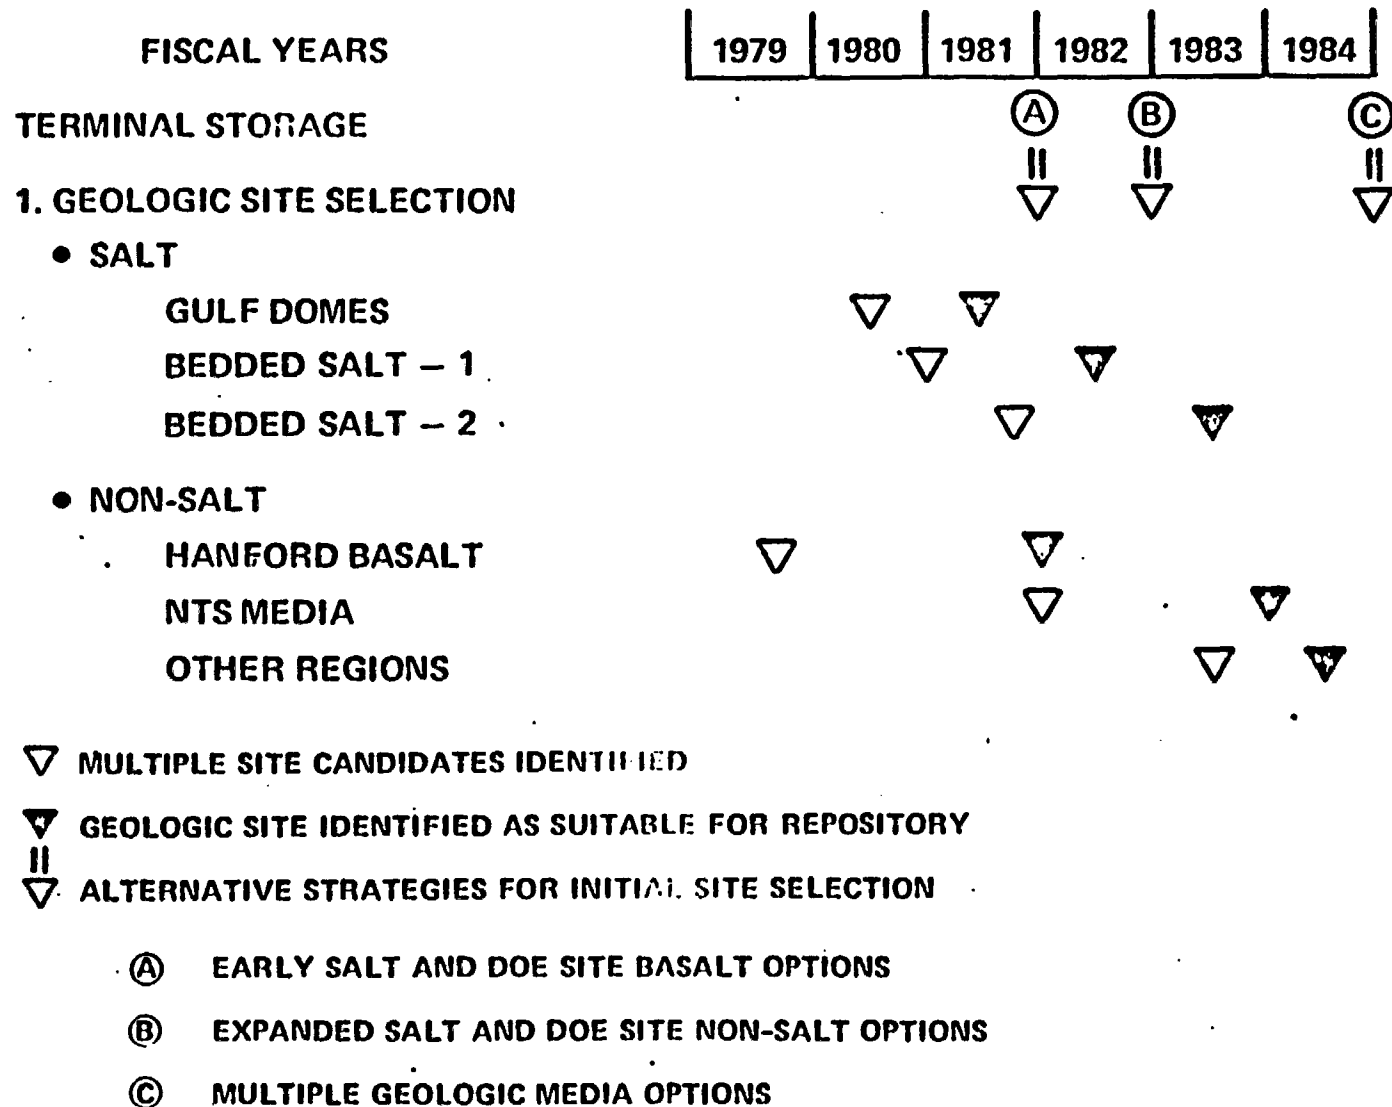 FISCAL YEARS 1979 1980 1981 1982 1983 1984
TERMINAL STORAGE A B C
1. GEOLOGIC SITE SELECTION
• SALT
GULF DOMES
BEDDED SALT – 1
BEDDED SALT – 2
• NON-SALT
HANFORD BASALT
NTS MEDIA
OTHER REGIONS
MULTIPLE SITE CANDIDATES IDENTIFIED
GEOLOGIC SITE IDENTIFIED AS SUITABLE FOR REPOSITORY
ALTERNATIVE STRATEGIES FOR INITIAL SITE SELECTION
A EARLY SALT AND DOE SITE BASALT OPTIONS
B EXPANDED SALT AND DOE SITE NON-SALT OPTIONS
C MULTIPLE GEOLOGIC MEDIA OPTIONS